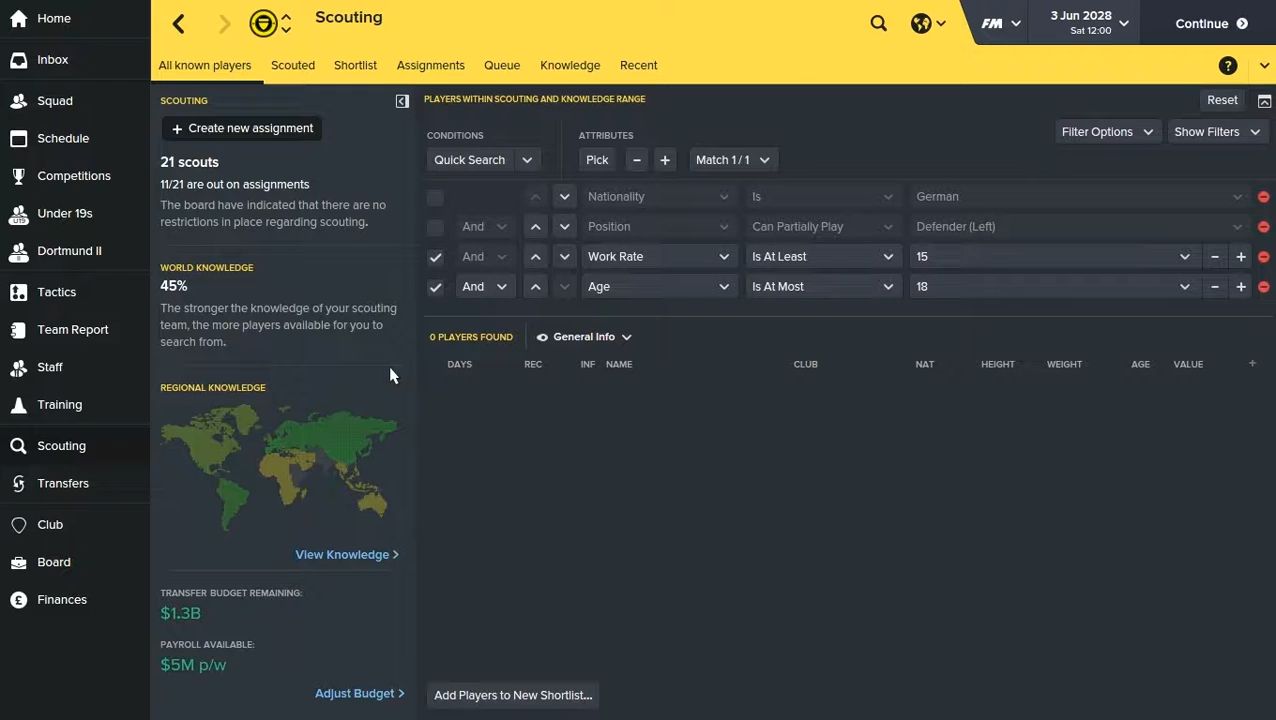 Home
Inbox
Squad
Schedule
Competitions
U19
Under 19s
II
Dortmund II
Tactics
Team Report
Staff
Training
Scouting
Transfers
Club
Board
£ Finances
Scouting
FM
3 Jun 2028
Sat 12:00
Continue
All known players Scouted Shortlist Assignments Queue Knowledge Recent ?
SCOUTING
+ Create new assignment
21 scouts
11/21 are out on assignments
The board have indicated that there are no
restrictions in place regarding scouting.
WORLD KNOWLEDGE
45%
The stronger the knowledge of your scouting
team, the more players available for you to
search from.
REGIONAL KNOWLEDGE
View Knowledge >
TRANSFER BUDGET REMAINING:
$1.3B
PAYROLL AVAILABLE:
$5M p/w
Adjust Budget >
PLAYERS WITHIN SCOUTING AND KNOWLEDGE RANGE
Reset
CONDITIONS ATTRIBUTES
Filter Options Show Filters
Quick Search Pick - + Match 1 / 1
Nationality Is German
And Position Can Partially Play Defender (Left)
And Work Rate Is At Least 15 - +
And Age Is At Most 18 - +
0 PLAYERS FOUND General Info
DAYS REC INF NAME CLUB NAT HEIGHT WEIGHT AGE VALUE +
Add Players to New Shortlist...